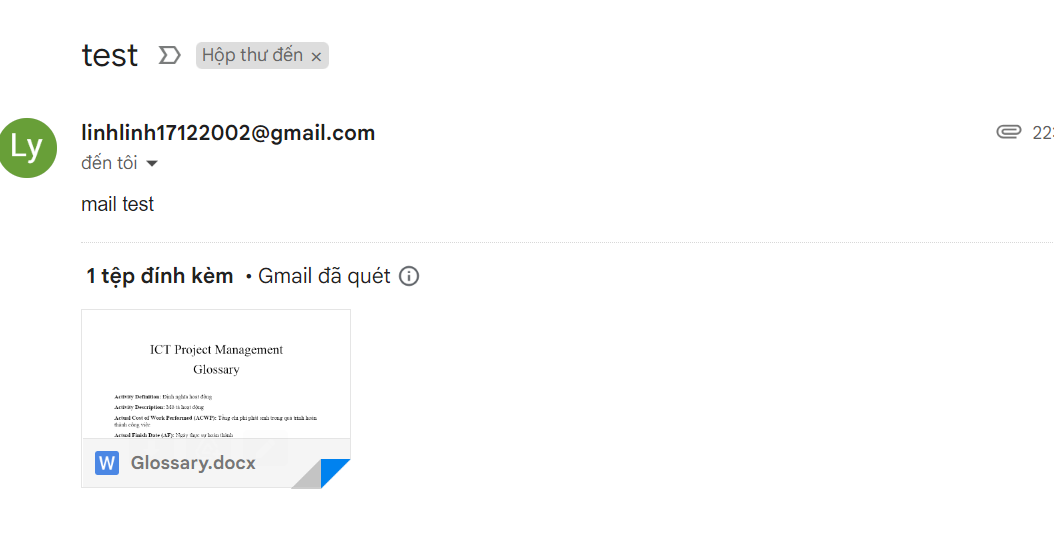 test
Hộp thư đến ×
Ly
linhlinh17122002@gmail.com
đến tôi
mail test
1 tệp đính kèm • Gmail đã quét
ICT Project Management
Glossary
Activity Definition: Định nghĩa hoạt động
Activity Description: Mô tả hoạt động
Actual Cost of Work Performed (ACWP): Tổng chi phí phát sinh trong quá trình hoàn
thành công việc
Actual Finish Date (AF): Ngày thực sự hoàn thành
W Glossary.docx